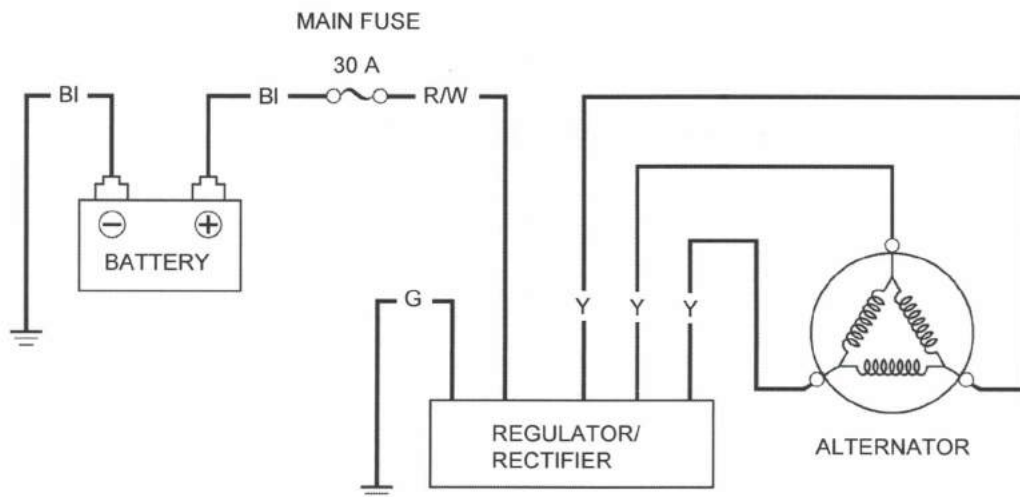 MAIN FUSE
30 A
Bl
Bl
R/W
BATTERY
G
Y
Y
Y
REGULATOR/
RECTIFIER
ALTERNATOR